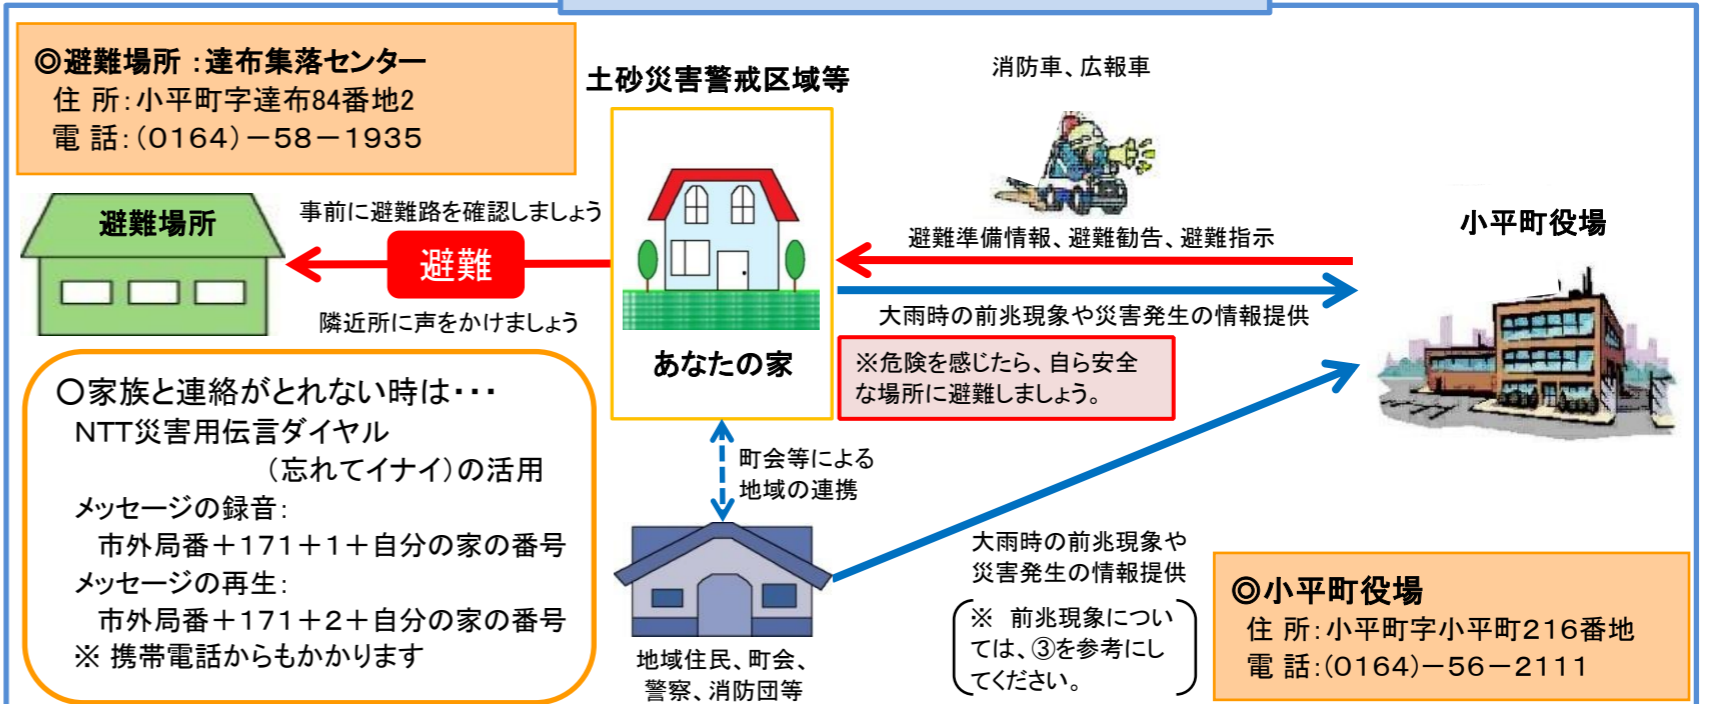 ◎避難場所：達布集落センター
住 所：小平町字達布84番地2
電 話：(0164)－58－1935
土砂災害警戒区域等
消防車、広報車
避難場所
事前に避難路を確認しましょう
避難
隣近所に声をかけましょう
あなたの家
避難準備情報、避難勧告、避難指示
大雨時の前兆現象や災害発生の情報提供
小平町役場
※危険を感じたら、自ら安全
な場所に避難しましょう。
〇家族と連絡がとれない時は・・・
NTT災害用伝言ダイヤル
（忘れてイナイ）の活用
メッセージの録音：
市外局番＋171＋1＋自分の家の番号
メッセージの再生：
市外局番＋171＋2＋自分の家の番号
※ 携帯電話からもかかります
町会等による
地域の連携
地域住民、町会、
警察、消防団等
大雨時の前兆現象や
災害発生の情報提供
※ 前兆現象につい
ては、③を参考にし
てください。
◎小平町役場
住 所：小平町字小平町216番地
電 話：(0164)－56－2111